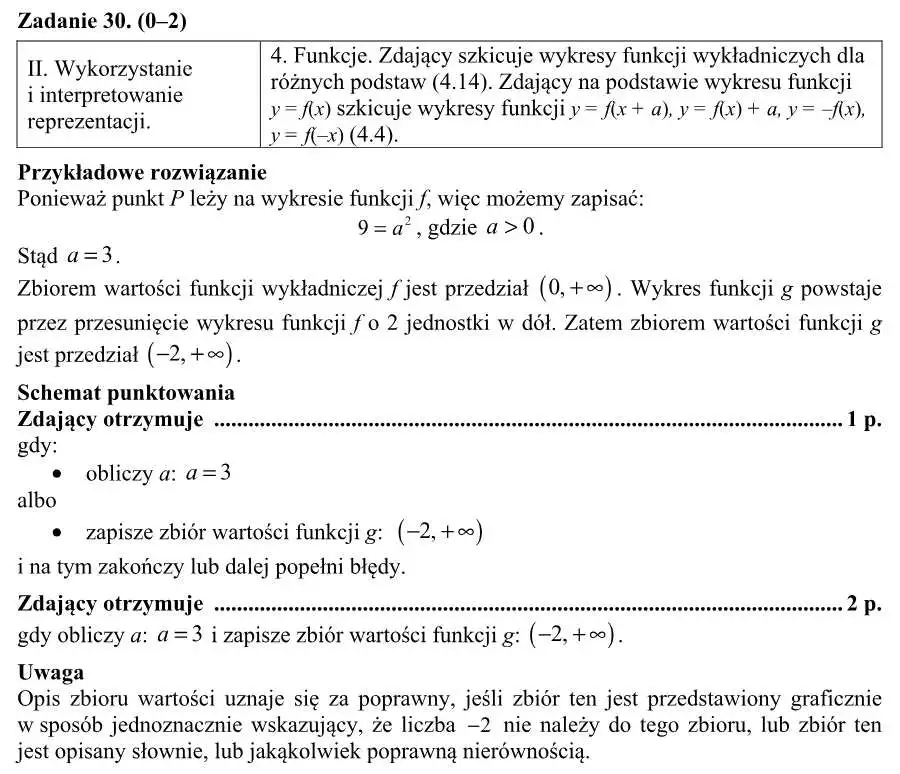 Zadanie 30. (0–2)
II. Wykorzystanie
i interpretowanie
reprezentacji.
4. Funkcje. Zdający szkicuje wykresy funkcji wykładniczych dla
różnych podstaw (4.14). Zdający na podstawie wykresu funkcji
y = f(x) szkicuje wykresy funkcji y = f(x + a), y = f(x) + a, y = –f(x),
y = f(–x) (4.4).
Przykładowe rozwiązanie
Ponieważ punkt P leży na wykresie funkcji f, więc możemy zapisać:
9 = a², gdzie a > 0.
Stąd a = 3.
Zbiorem wartości funkcji wykładniczej f jest przedział (0, +∞). Wykres funkcji g powstaje
przez przesunięcie wykresu funkcji f o 2 jednostki w dół. Zatem zbiorem wartości funkcji g
jest przedział (−2, +∞).
Schemat punktowania
Zdający otrzymuje ............................................................................................................ 1 p.
gdy:
• obliczy a: a = 3
albo
• zapisze zbiór wartości funkcji g: (−2, +∞)
i na tym zakończy lub dalej popełni błędy.
Zdający otrzymuje ............................................................................................................ 2 p.
gdy obliczy a: a = 3 i zapisze zbiór wartości funkcji g: (−2, +∞).
Uwaga
Opis zbioru wartości uznaje się za poprawny, jeśli zbiór ten jest przedstawiony graficznie
w sposób jednoznacznie wskazujący, że liczba −2 nie należy do tego zbioru, lub zbiór ten
jest opisany słownie, lub jakąkolwiek poprawną nierównością.